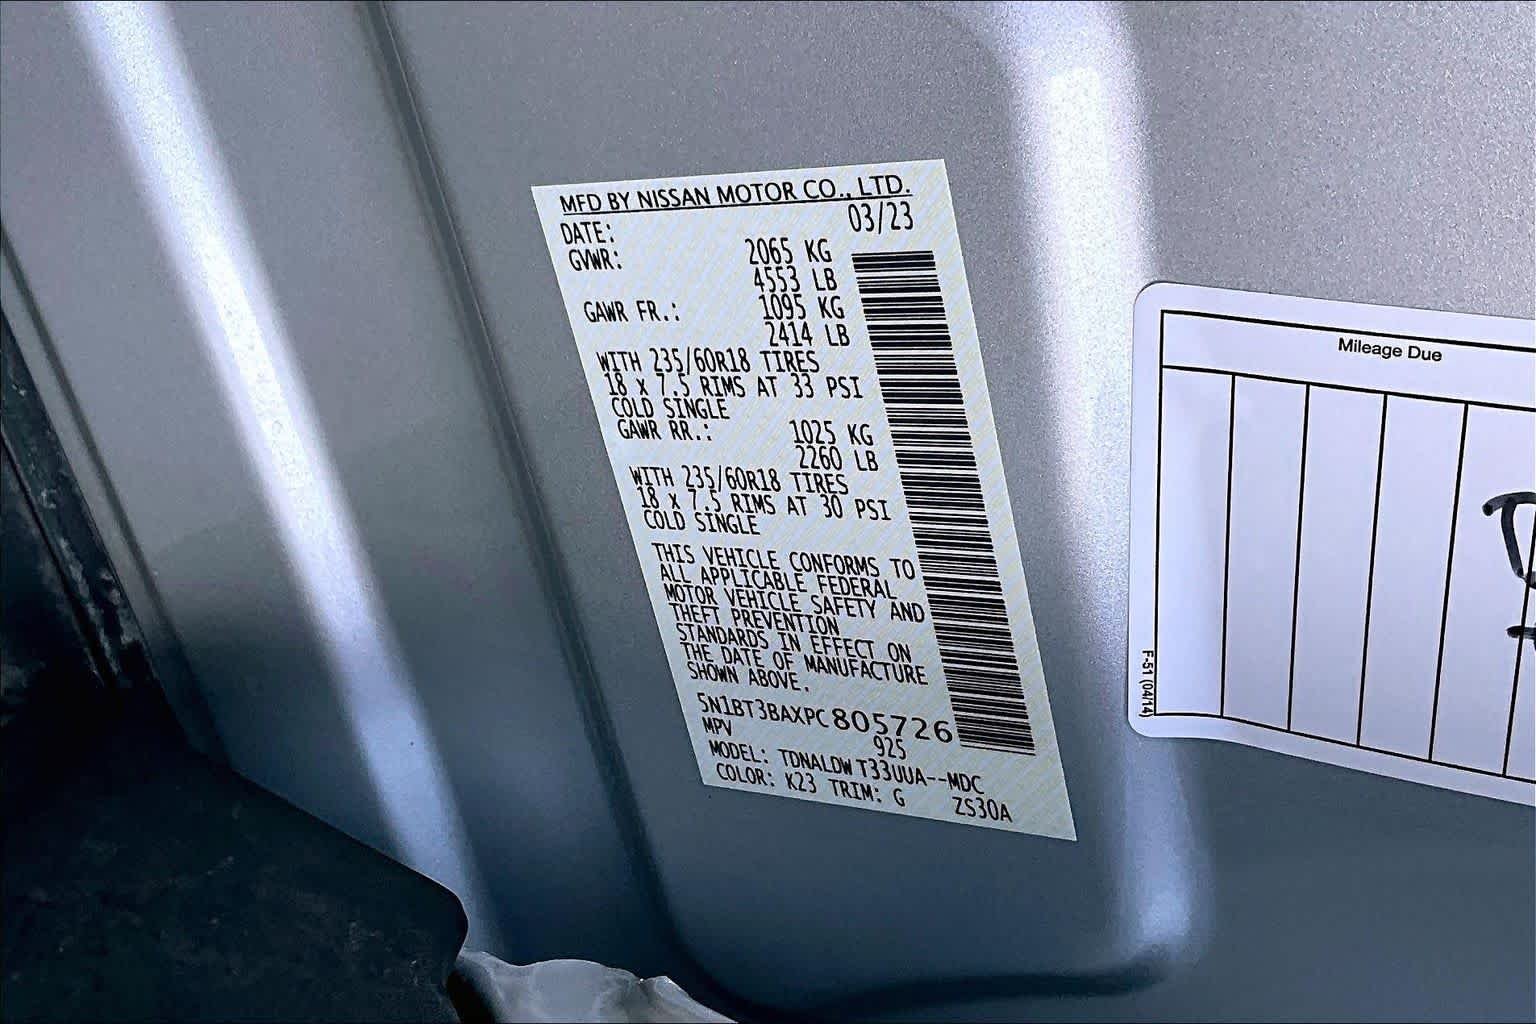 MFD BY NISSAN MOTOR CO., LTD.
DATE: 03/23
GVWR: 2065 KG
4553 LB
GAWR FR.: 1095 KG
2414 LB
WITH 235/60R18 TIRES
18 x 7.5 RIMS AT 33 PSI
COLD SINGLE
GAWR RR.: 1025 KG
2260 LB
WITH 235/60R18 TIRES
18 x 7.5 RIMS AT 30 PSI
COLD SINGLE
THIS VEHICLE CONFORMS TO
ALL APPLICABLE FEDERAL
MOTOR VEHICLE SAFETY AND
THEFT PREVENTION
STANDARDS IN EFFECT ON
THE DATE OF MANUFACTURE
SHOWN ABOVE.
5N1BT3BAXPC805726
MPV 925
MODEL: TDNALDW T33UUA--MDC
COLOR: K23 TRIM: G ZS30A
Mileage Due
F-51 (04/14)